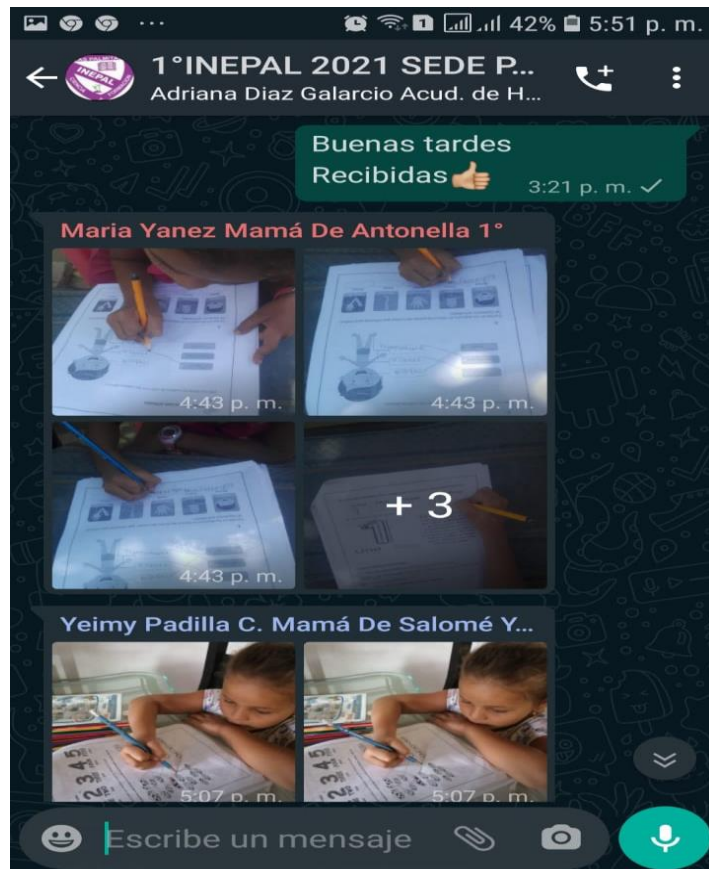 42% 5:51 p. m.
1°INEPAL 2021 SEDE P...
Adriana Diaz Galarcio Acud. de H...
Buenas tardes
Recibidas👍 3:21 p. m.
Maria Yanez Mamá De Antonella 1°
4:43 p. m. 4:43 p. m.
4:43 p. m. + 3
Yeimy Padilla C. Mamá De Salomé Y...
5:07 p. m. 5:07 p. m.
Escribe un mensaje